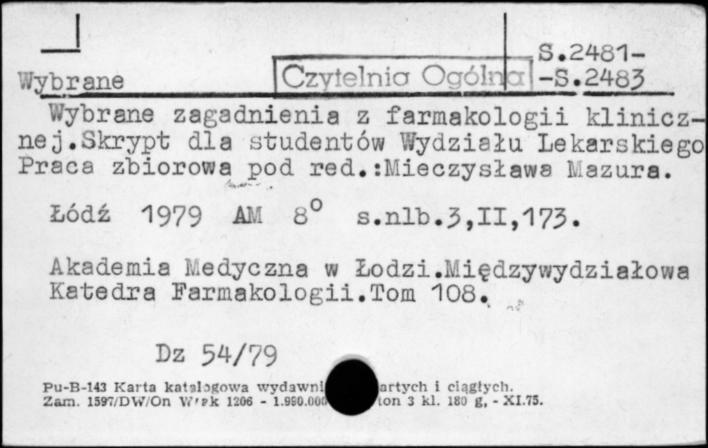 S.2481-
Wybrane Czytelnia Ogólna -S.2483
Wybrane zagadnienia z farmakologii klinicz-
nej.Skrypt dla studentów Wydziału Lekarskiego
Praca zbiorowa pod red.:Mieczysława Mazura.
Łódź 1979 AM 8° s.nlb.3,II,173.
Akademia Medyczna w Łodzi.Międzywydziałowa
Katedra Farmakologii.Tom 108.
Dz 54/79
Pu-B-143 Karta katalogowa wydawni artych i ciągłych.
Zam. 1597/DW/On 1206 - 1.990.000 ton 3 kl. 180 g, - XI.75.